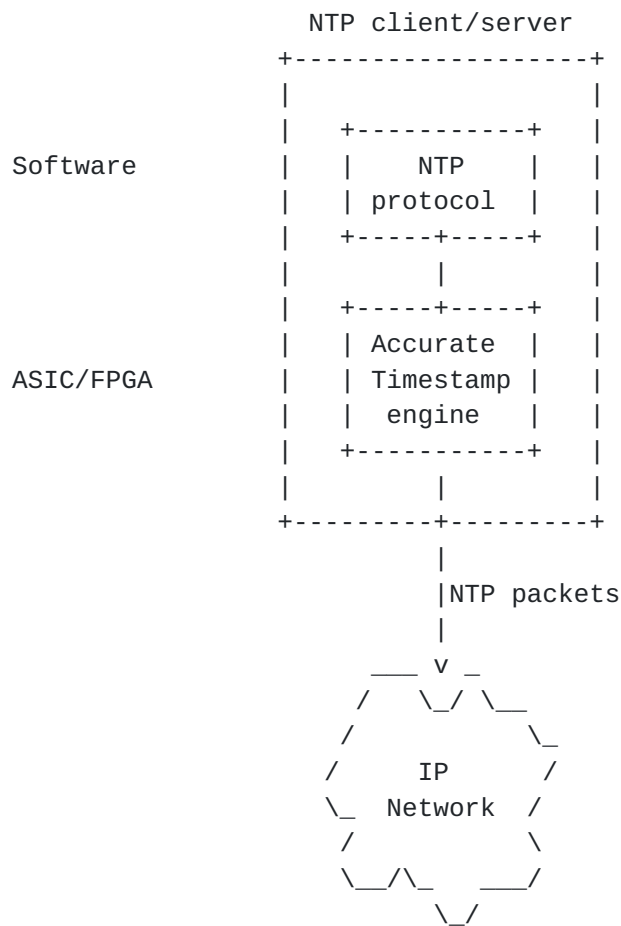 NTP client/server
Software
NTP
protocol
ASIC/FPGA
Accurate
Timestamp
engine
NTP packets
IP
Network